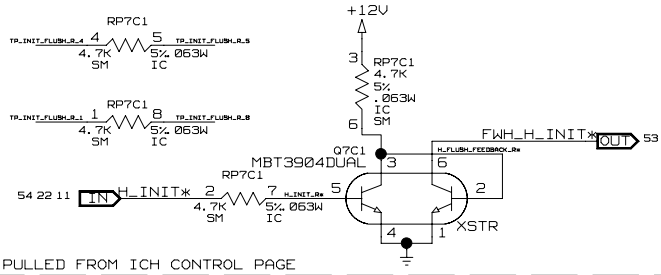 RP7C1
TP_INIT_FLUSH_R_4 4 5 TP_INIT_FLUSH_R_5
4.7K 5% .063W
SM IC
RP7C1
TP_INIT_FLUSH_R_1 1 8 TP_INIT_FLUSH_R_8
4.7K 5% .063W
SM IC
+12V
3 RP7C1
4.7K
5%
.063W
IC
6 SM
Q7C1
MBT3904DUAL
3 6
FWH_H_INIT* OUT 53
H_FLUSH_FEEDBACK_R*
54 22 11 IN H_INIT*
RP7C1
2 7 H_INIT_R* 5 2
4.7K 5% .063W
SM IC
4 1 XSTR
PULLED FROM ICH CONTROL PAGE